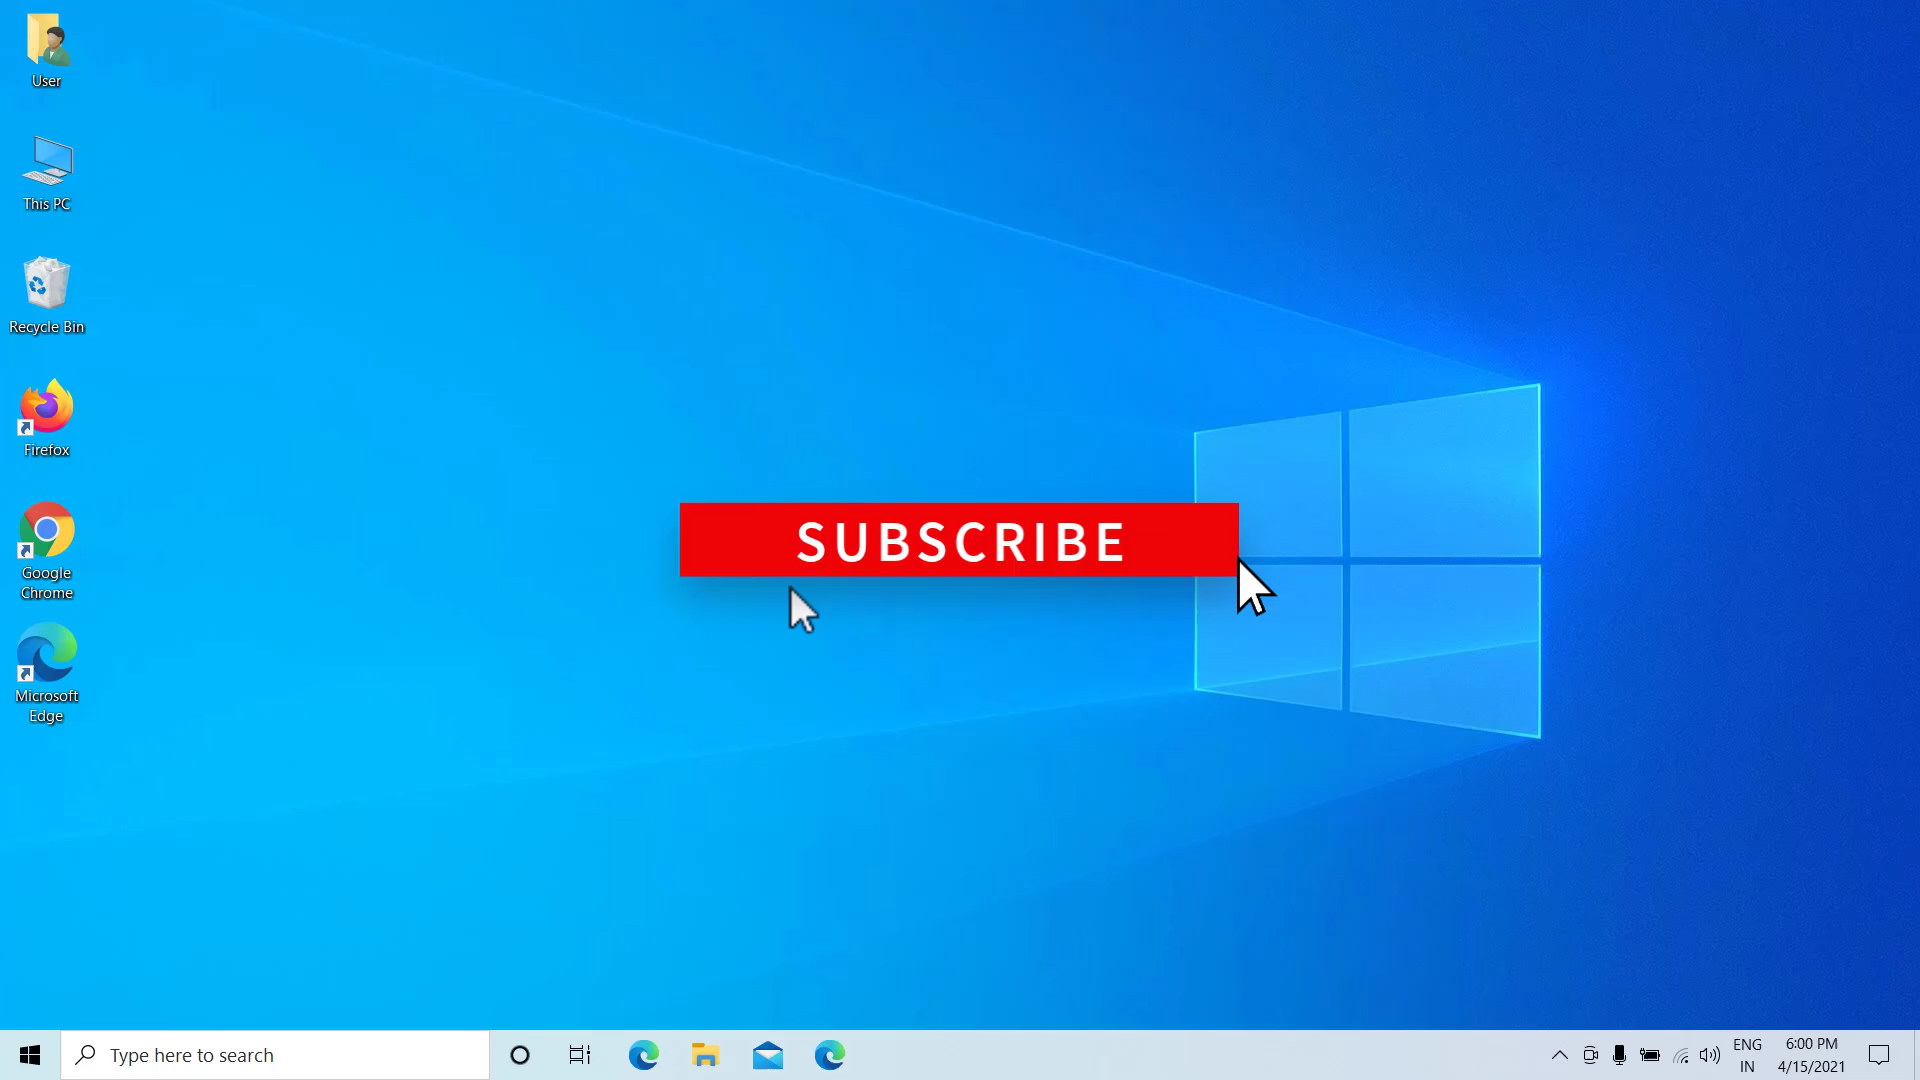 User
This PC
Recycle Bin
Firefox
Google
Chrome
Microsoft
Edge
SUBSCRIBE
Type here to search
ENG
IN
6:00 PM
4/15/2021